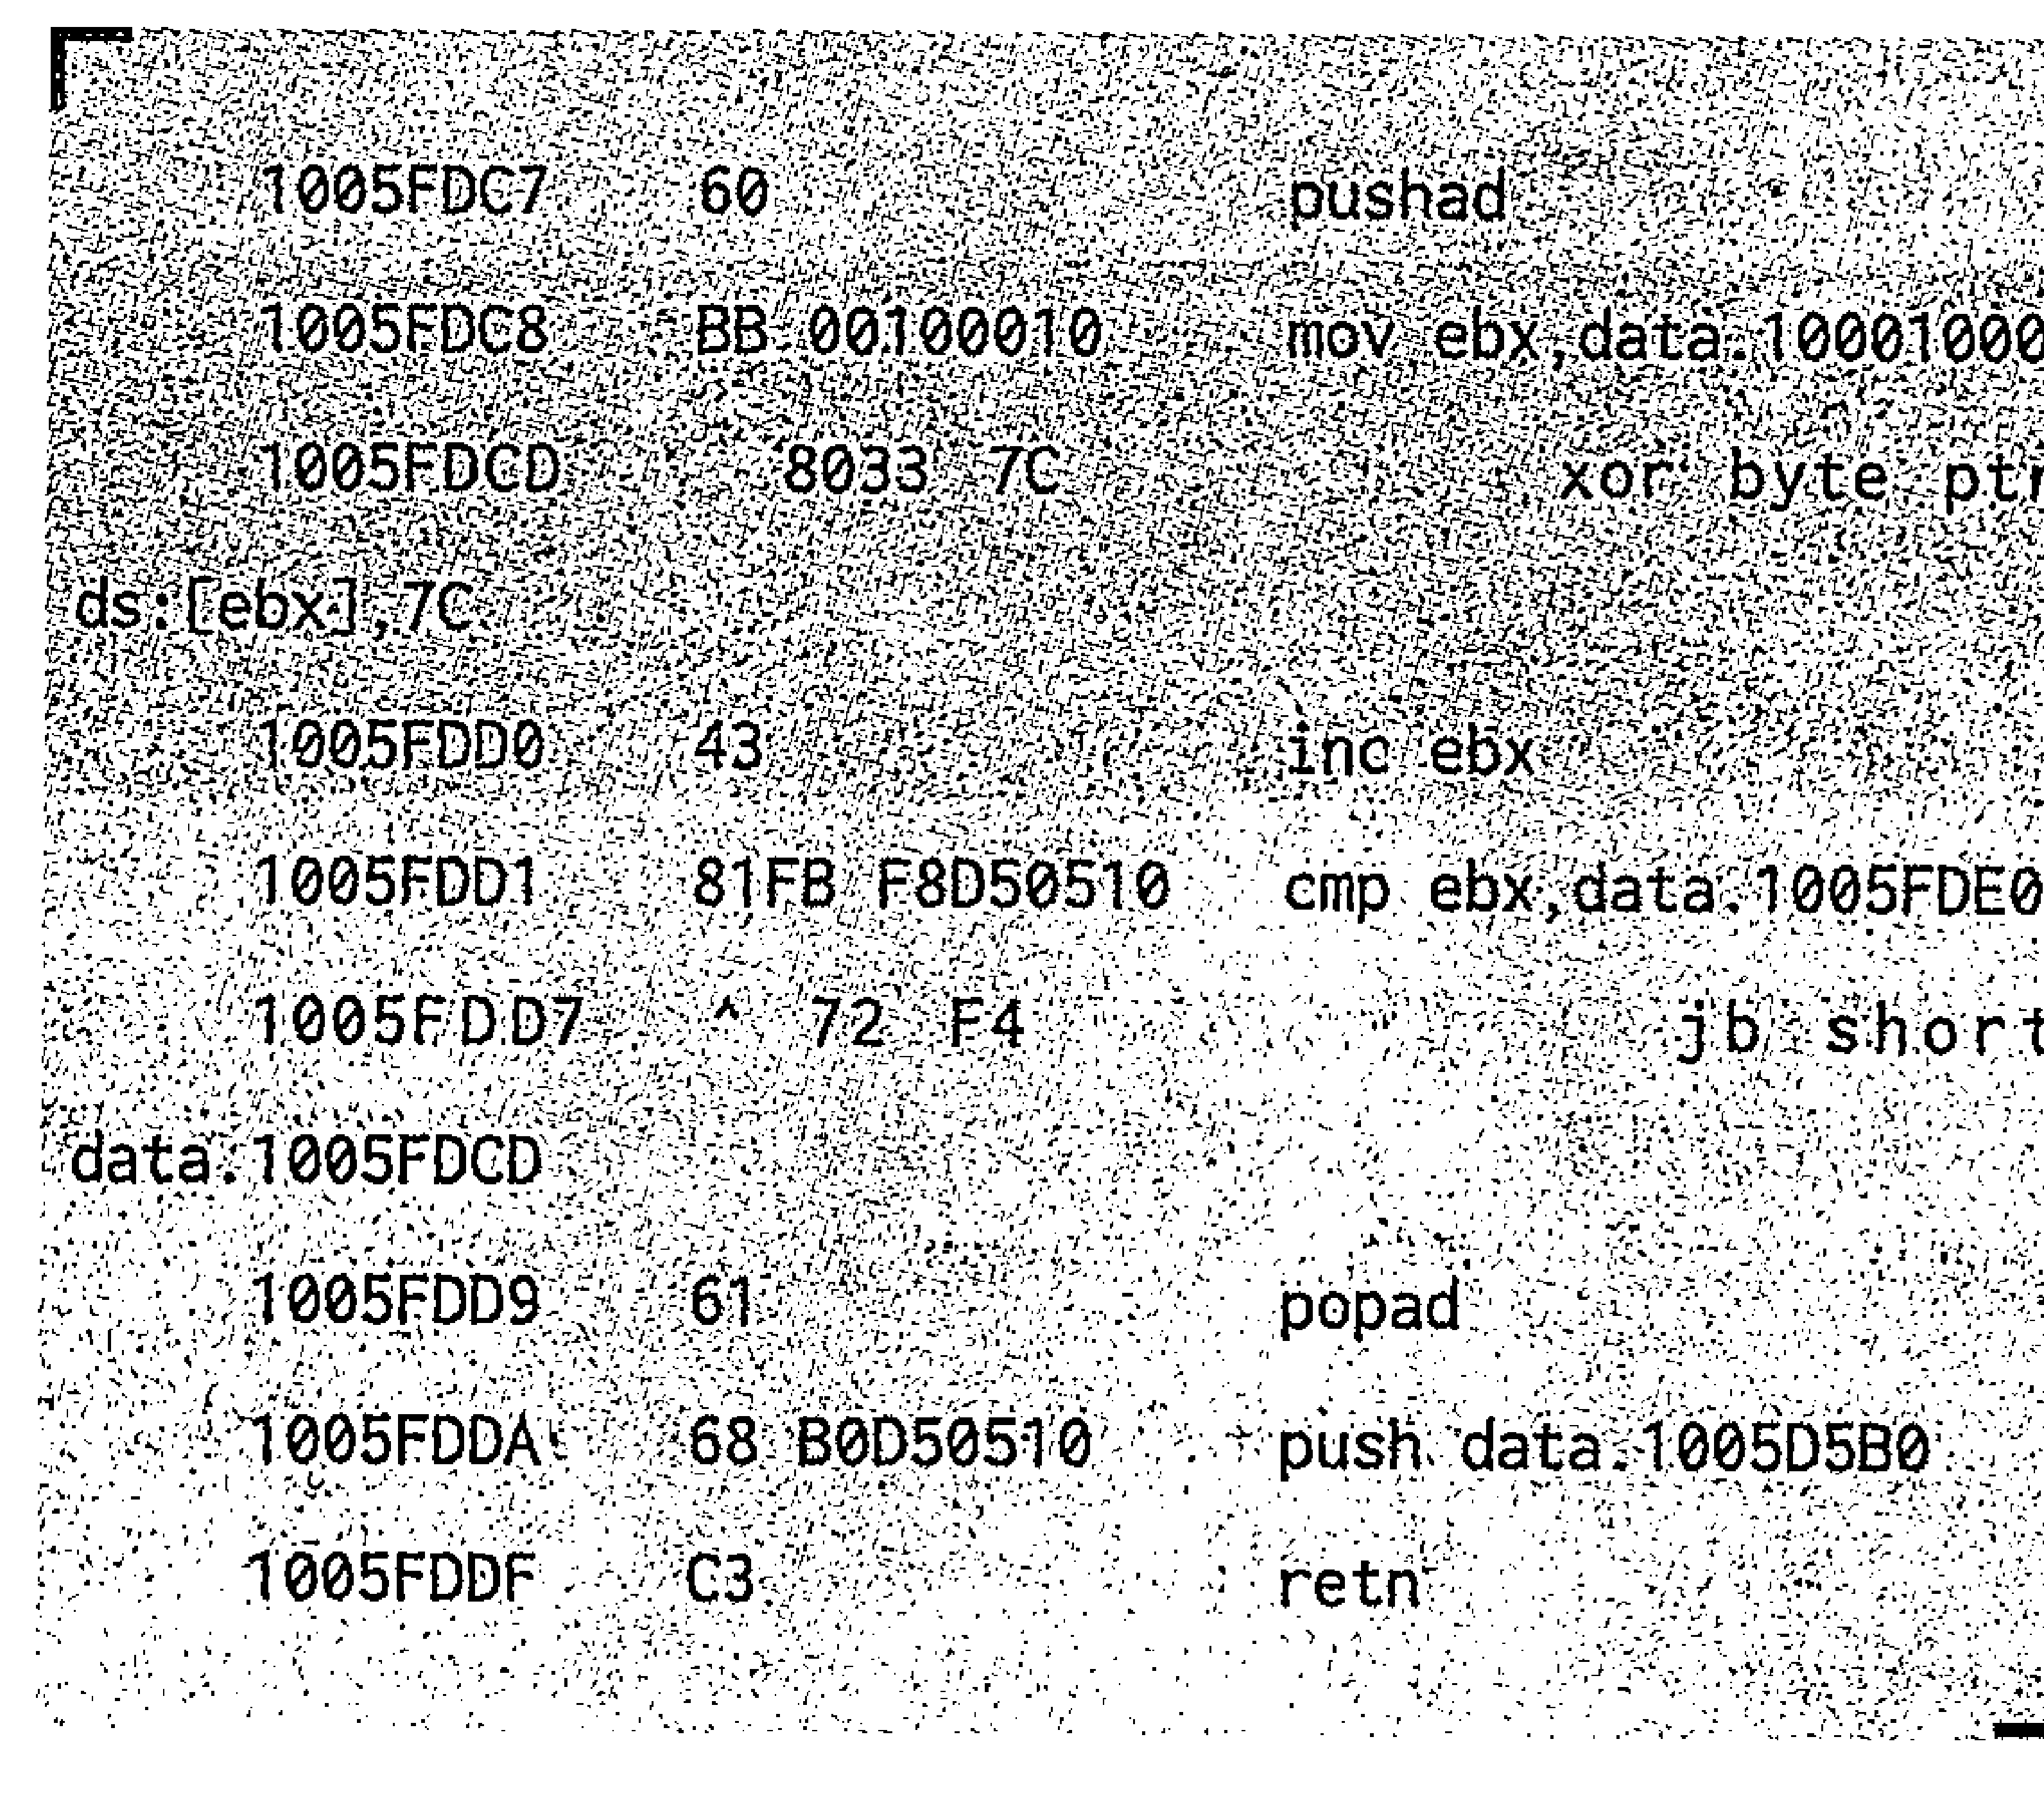 1005FDC7 60 pushad
1005FDC8 BB 00100010 mov ebx,data.10001000
1005FDCD 8033 7C xor byte ptr
ds:[ebx],7C
1005FDD0 43 inc ebx
1005FDD1 81FB F8D50510 cmp ebx,data.1005FDE0
1005FDD7 ^ 72 F4 jb short
data.1005FDCD
1005FDD9 61 popad
1005FDDA 68 B0D50510 push data.1005D5B0
1005FDDF C3 retn